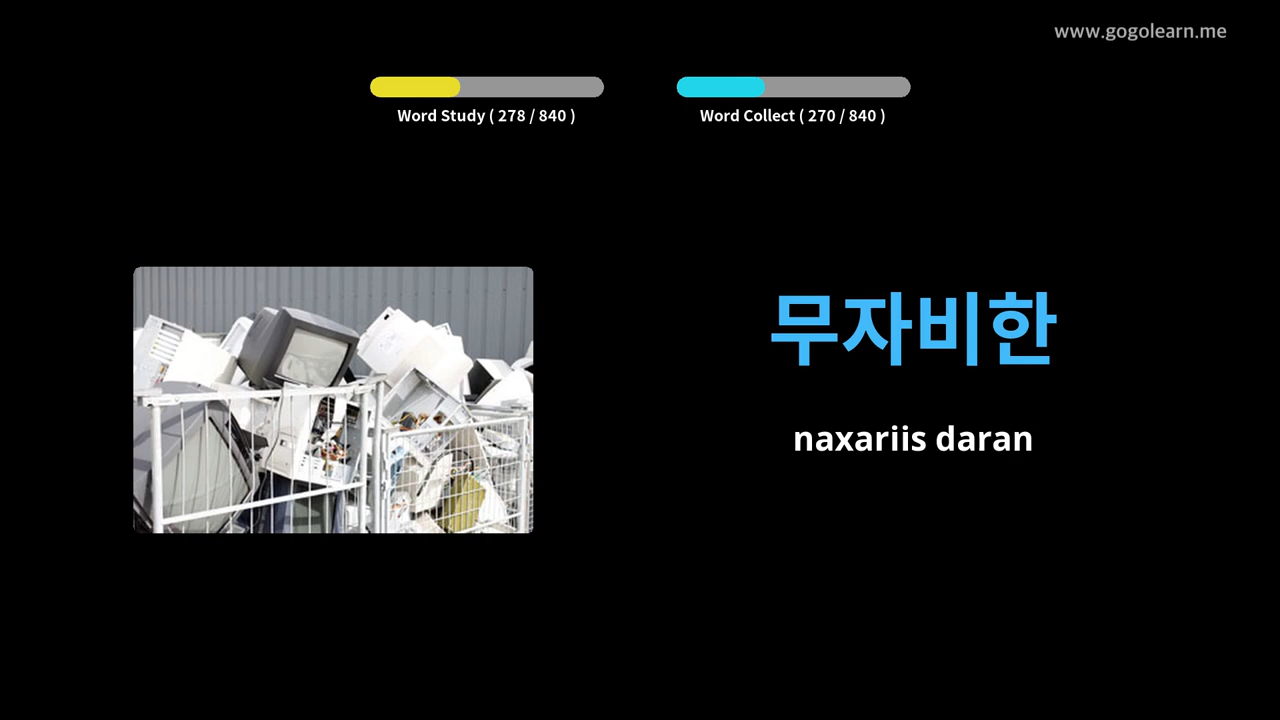 www.gogolearn.me
Word Study ( 278 / 840 )
Word Collect ( 270 / 840 )
무자비한
naxariis daran